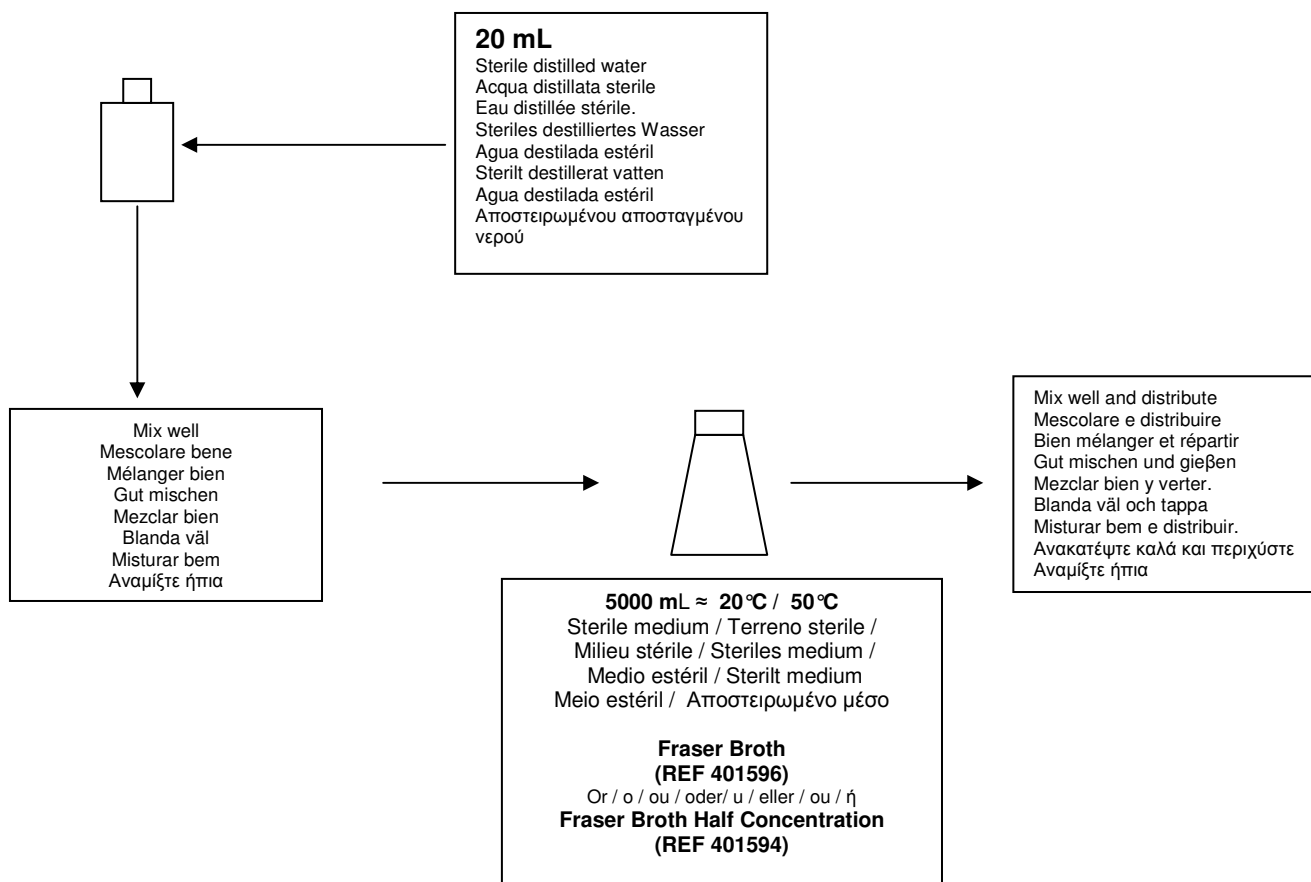 20 mL
Sterile distilled water
Acqua distillata sterile
Eau distillée stérile.
Steriles destilliertes Wasser
Agua destilada estéril
Sterilt destillerat vatten
Agua destilada estéril
Αποστειρωμένου αποσταγμένου
νερού
Mix well
Mescolare bene
Mélanger bien
Gut mischen
Mezclar bien
Blanda väl
Misturar bem
Αναμίξτε ήπια
5000 mL ≈ 20°C / 50°C
Sterile medium / Terreno sterile /
Milieu stérile / Steriles medium /
Medio estéril / Sterilt medium
Meio estéril / Αποστειρωμένο μέσο
Fraser Broth
(REF 401596)
Or / o / ou / oder/ u / eller / ou / ή
Fraser Broth Half Concentration
(REF 401594)
Mix well and distribute
Mescolare e distribuire
Bien mélanger et répartir
Gut mischen und gieβen
Mezclar bien y verter.
Blanda väl och tappa
Misturar bem e distribuir.
Ανακατέψτε καλά και περιχύστε
Αναμίξτε ήπια